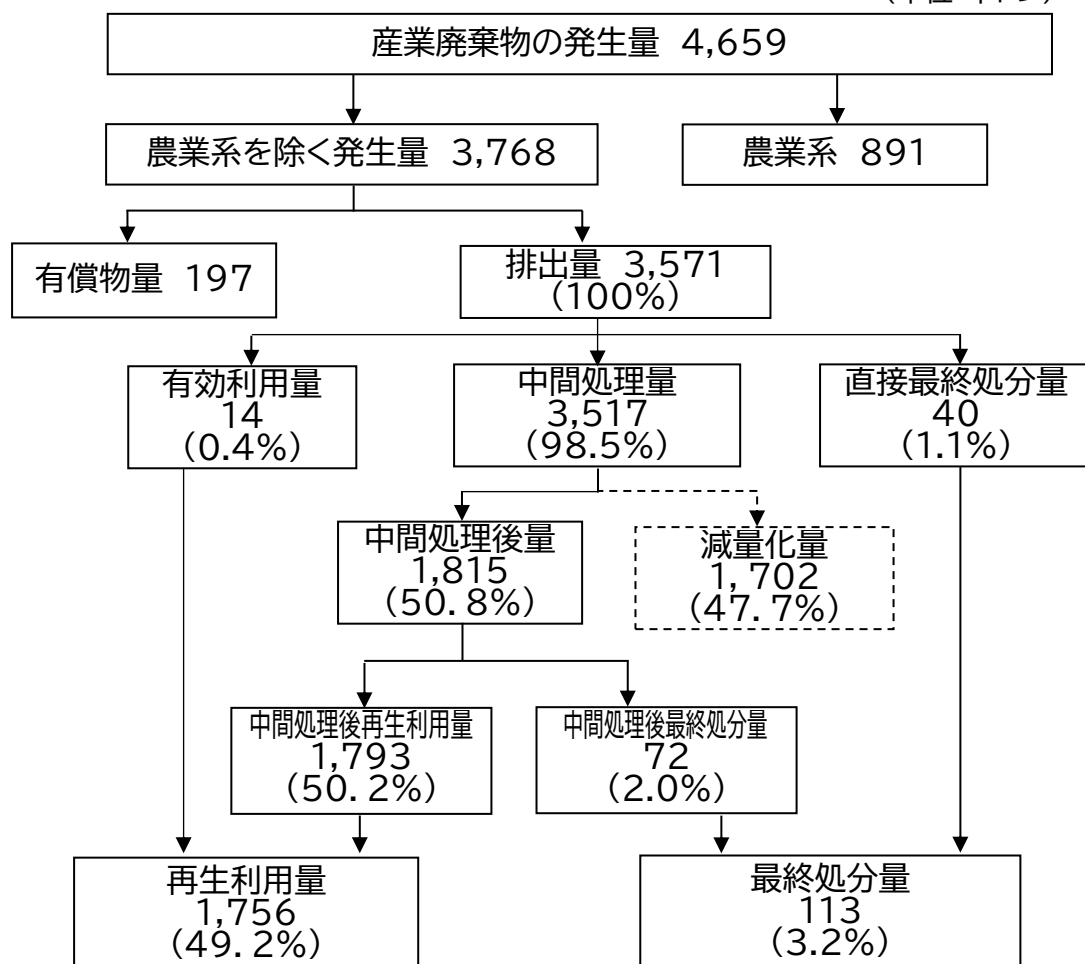 産業廃棄物の発生量 4,659
農業系を除く発生量 3,768
農業系 891
有償物量 197
排出量 3,571
(100%)
有効利用量
14
(0.4%)
中間処理量
3,517
(98.5%)
直接最終処分量
40
(1.1%)
中間処理後量
1,815
(50.8%)
減量化量
1,702
(47.7%)
中間処理後再生利用量
1,793
(50.2%)
中間処理後最終処分量
72
(2.0%)
再生利用量
1,756
(49.2%)
最終処分量
113
(3.2%)